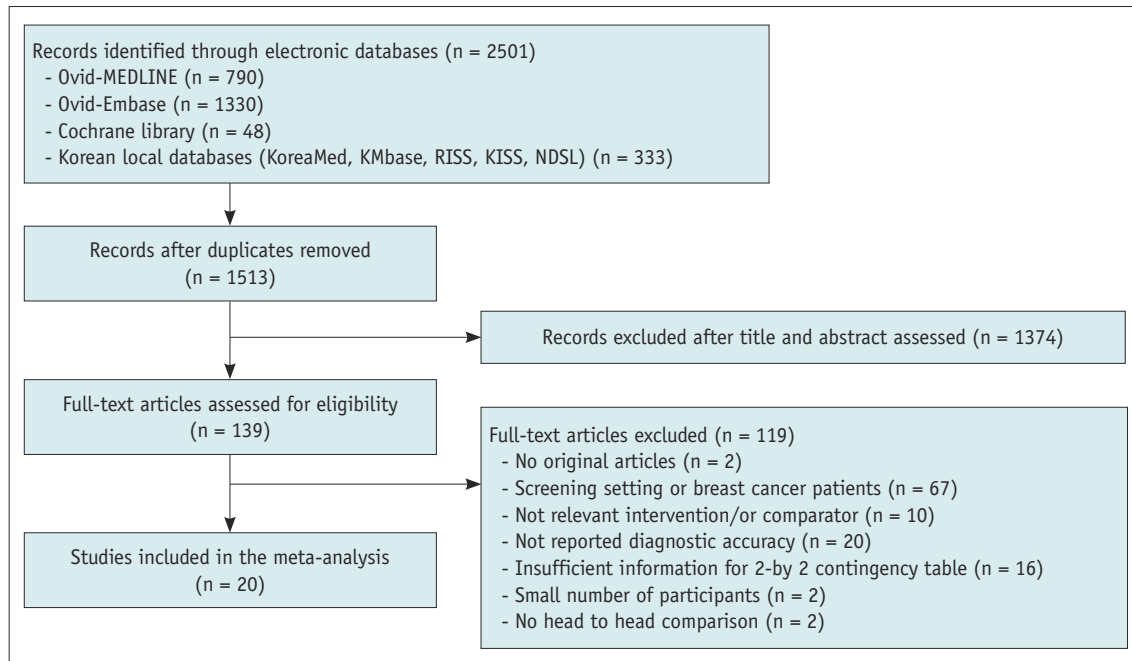 Records identified through electronic databases (n = 2501)
- Ovid-MEDLINE (n = 790)
- Ovid-Embase (n = 1330)
- Cochrane library (n = 48)
- Korean local databases (KoreaMed, KMbase, RISS, KISS, NDSL) (n = 333)
Records after duplicates removed
(n = 1513)
Records excluded after title and abstract assessed (n = 1374)
Full-text articles assessed for eligibility
(n = 139)
Full-text articles excluded (n = 119)
- No original articles (n = 2)
- Screening setting or breast cancer patients (n = 67)
- Not relevant intervention/or comparator (n = 10)
- Not reported diagnostic accuracy (n = 20)
- Insufficient information for 2-by 2 contingency table (n = 16)
- Small number of participants (n = 2)
- No head to head comparison (n = 2)
Studies included in the meta-analysis
(n = 20)